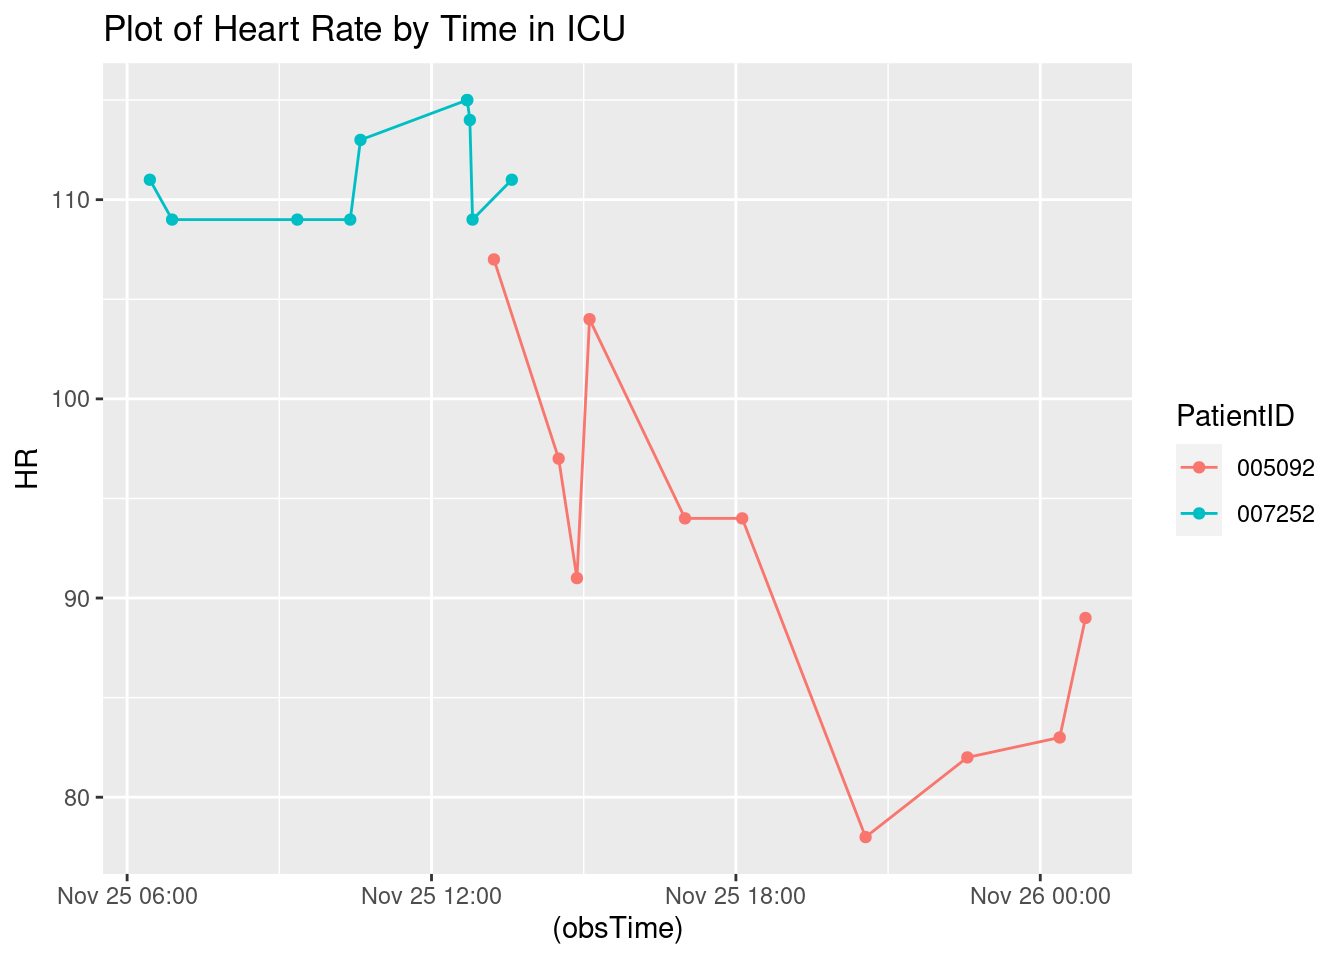 Plot of Heart Rate by Time in ICU
110
100
90
80
HR
Nov 25 06:00
Nov 25 12:00
Nov 25 18:00
Nov 26 00:00
(obsTime)
PatientID
005092
007252